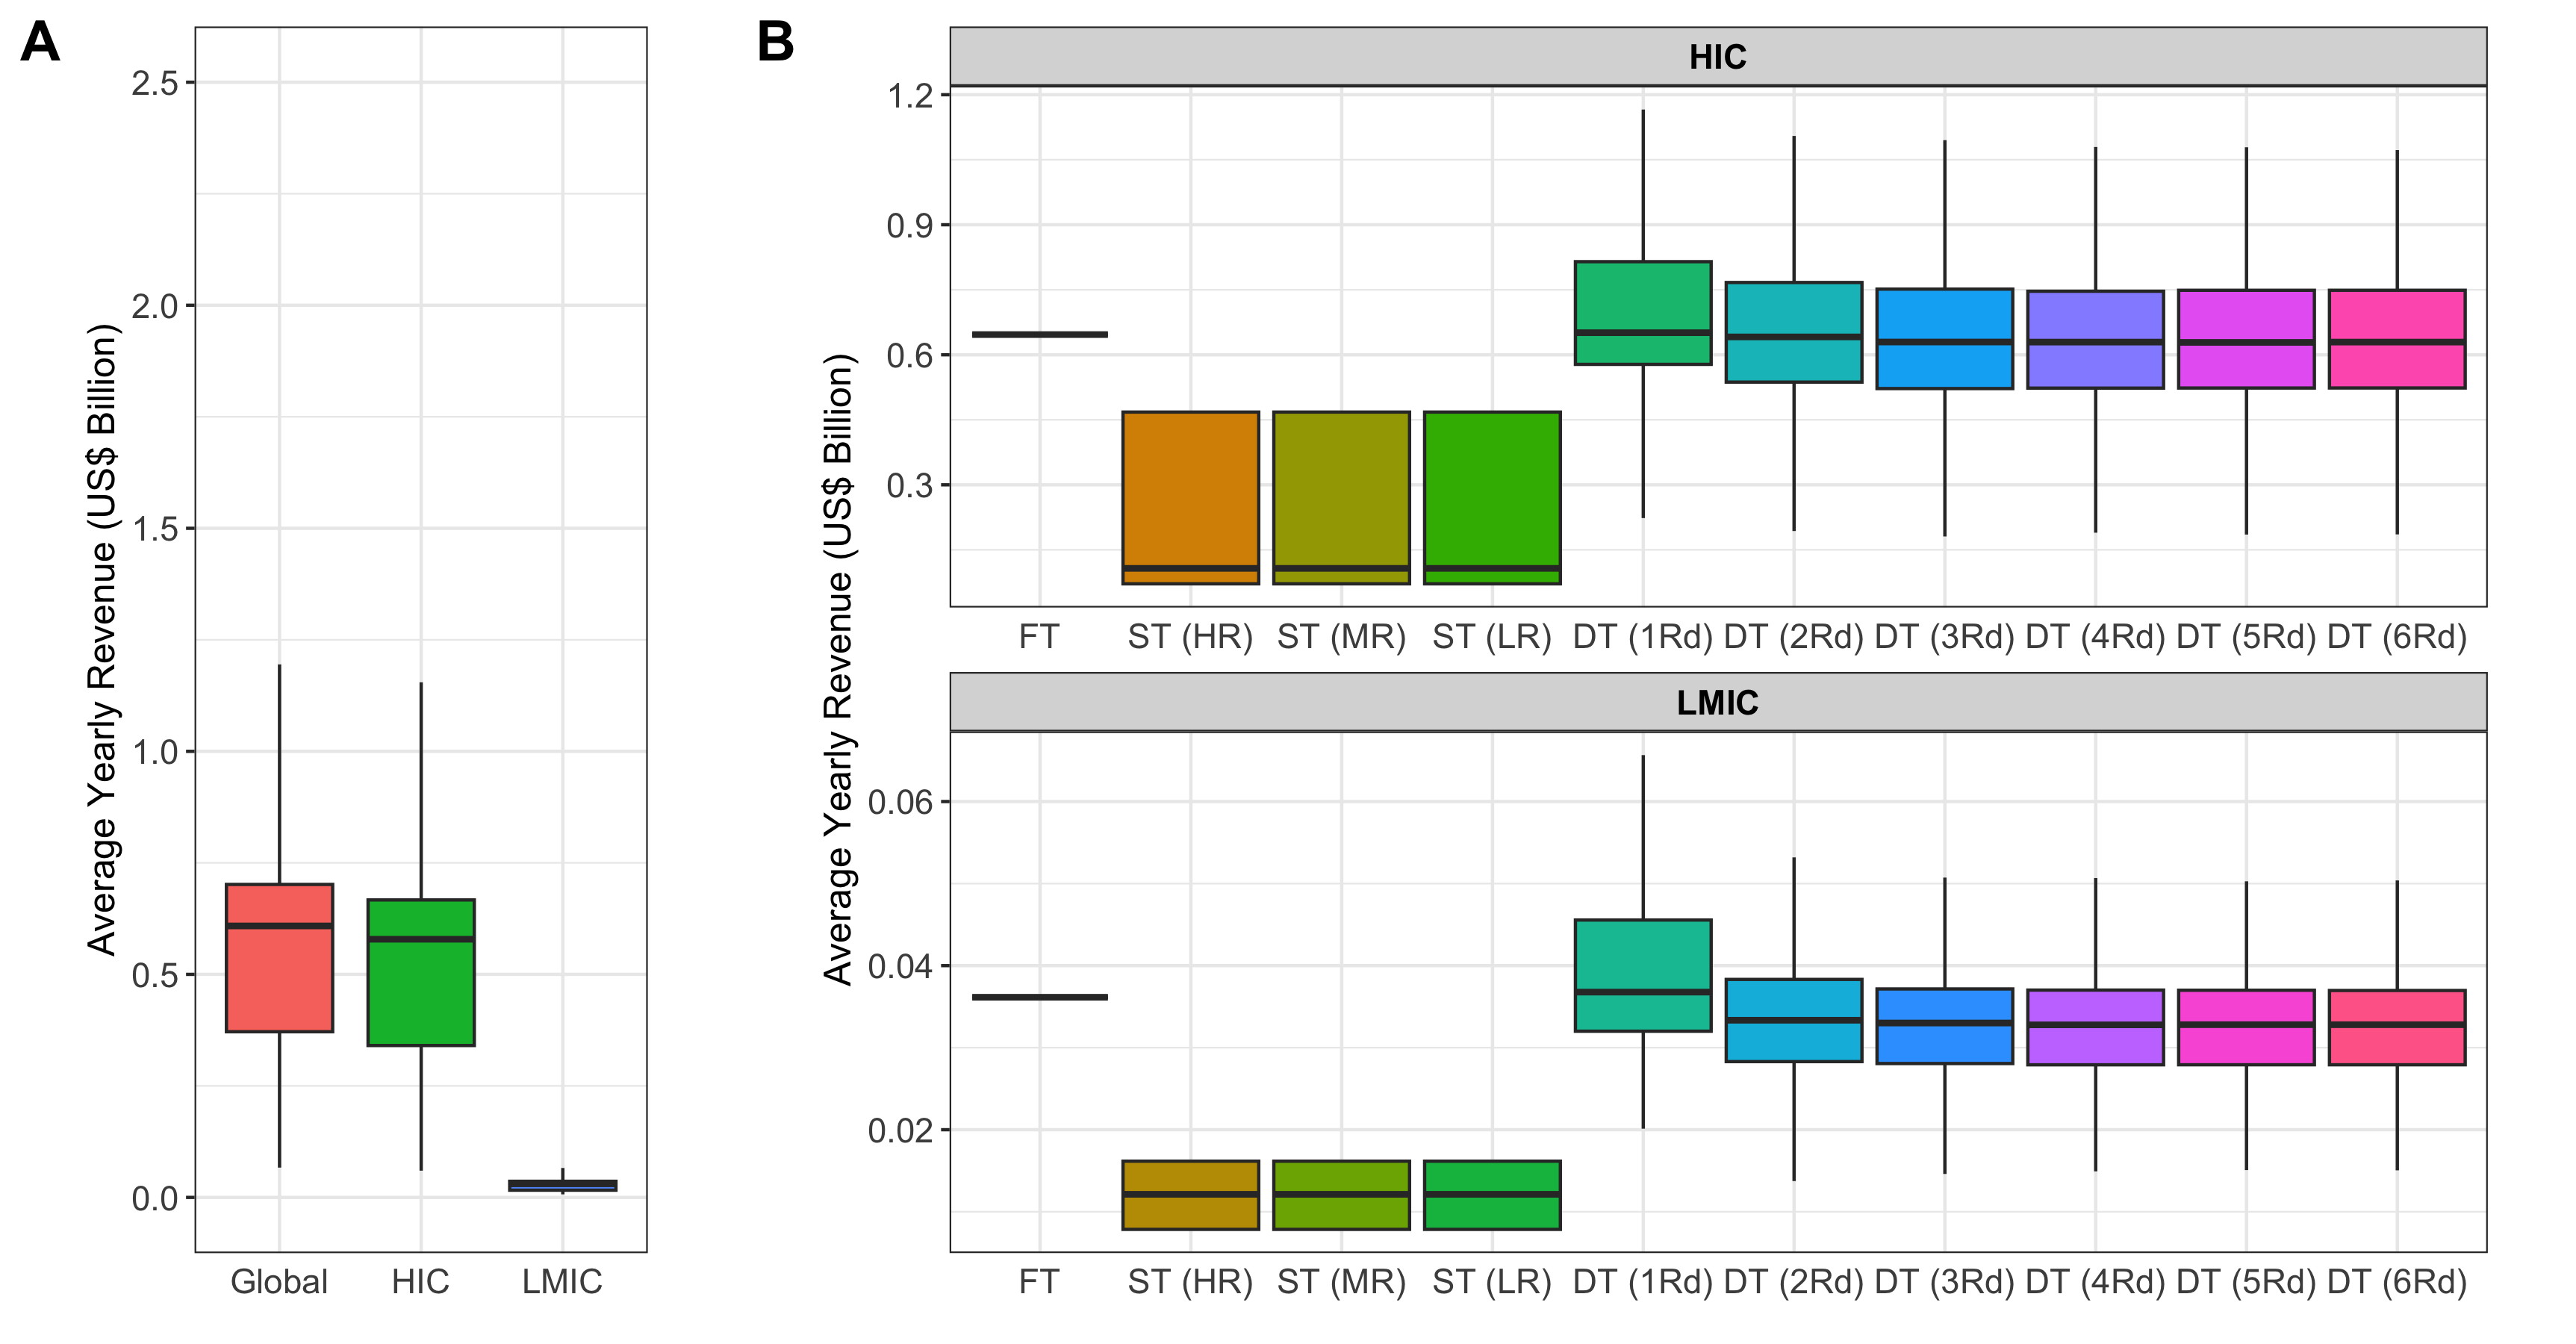 A
Average Yearly Revenue (US$ Billion)
2.5
2.0
1.5
1.0
0.5
0.0
Global HIC LMIC
B
Average Yearly Revenue (US$ Billion)
HIC
1.2
0.9
0.6
0.3
FT ST (HR) ST (MR) ST (LR) DT (1Rd) DT (2Rd) DT (3Rd) DT (4Rd) DT (5Rd) DT (6Rd)
LMIC
0.06
0.04
0.02
FT ST (HR) ST (MR) ST (LR) DT (1Rd) DT (2Rd) DT (3Rd) DT (4Rd) DT (5Rd) DT (6Rd)